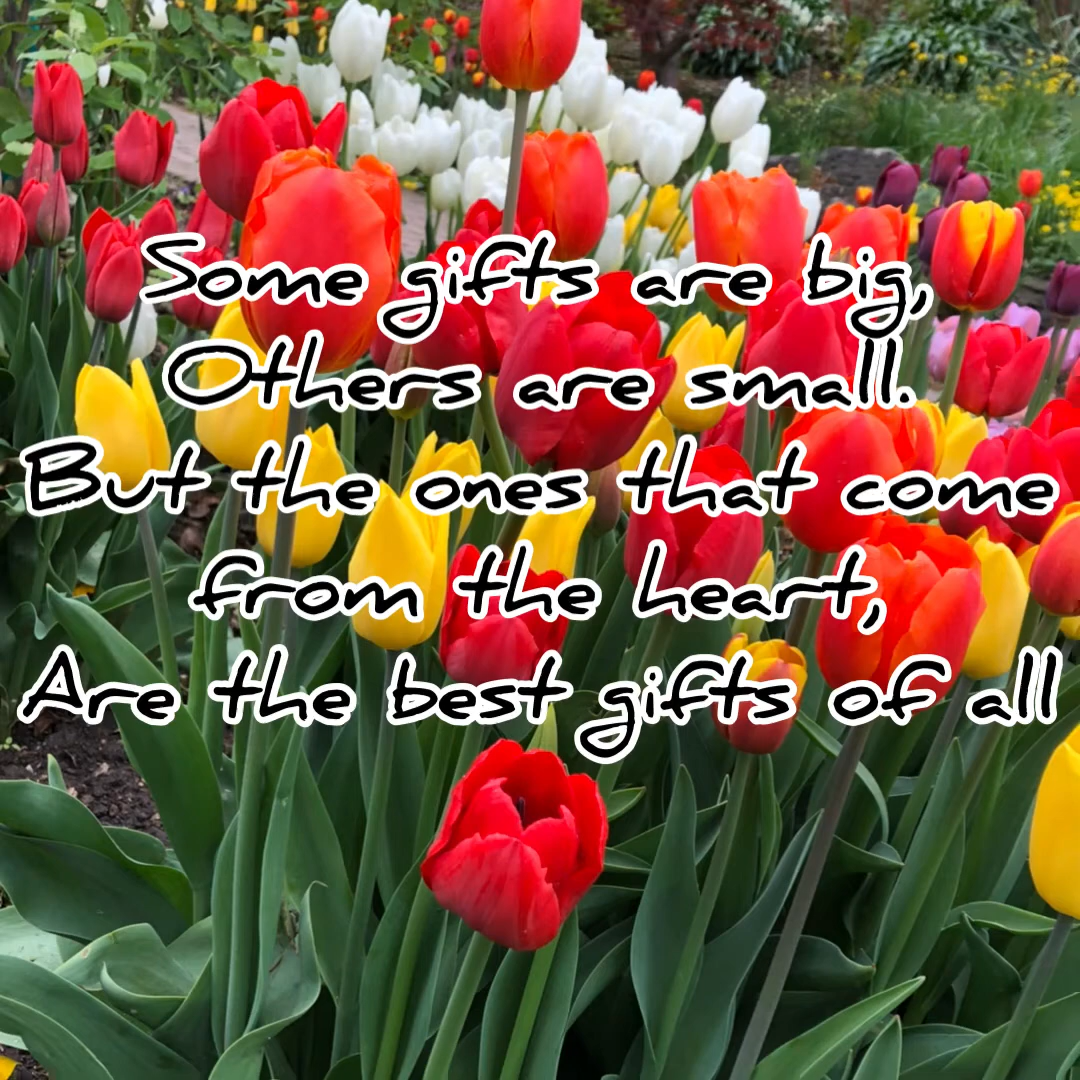 Some gifts are big,
Others are small.
But the ones that come
from the heart,
Are the best gifts of all